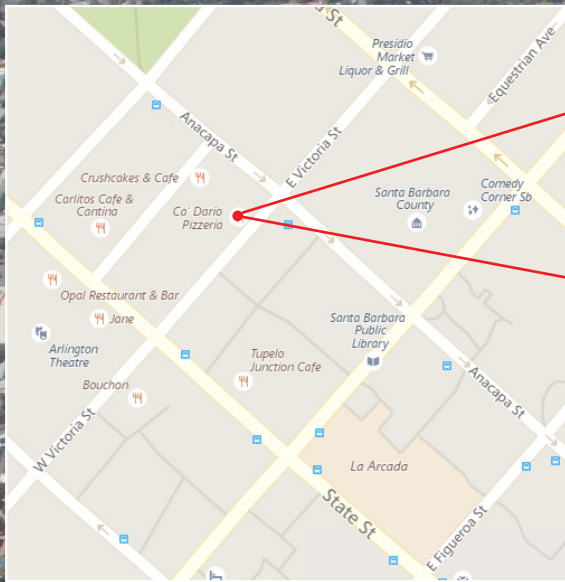 St
Presidio
Market
Liquor & Grill
Equestrian Ave
Anacapa St
E Victoria St
Crushcakes & Cafe
Carlitos Cafe &
Cantina
Ca' Dario
Pizzeria
Santa Barbara
County
Comedy
Corner Sb
Opal Restaurant & Bar
Jane
Arlington
Theatre
Santa Barbara
Public
Library
Tupelo
Junction Cafe
Bouchon
Anacapa St
W Victoria St
La Arcada
State St
E Figueroa St